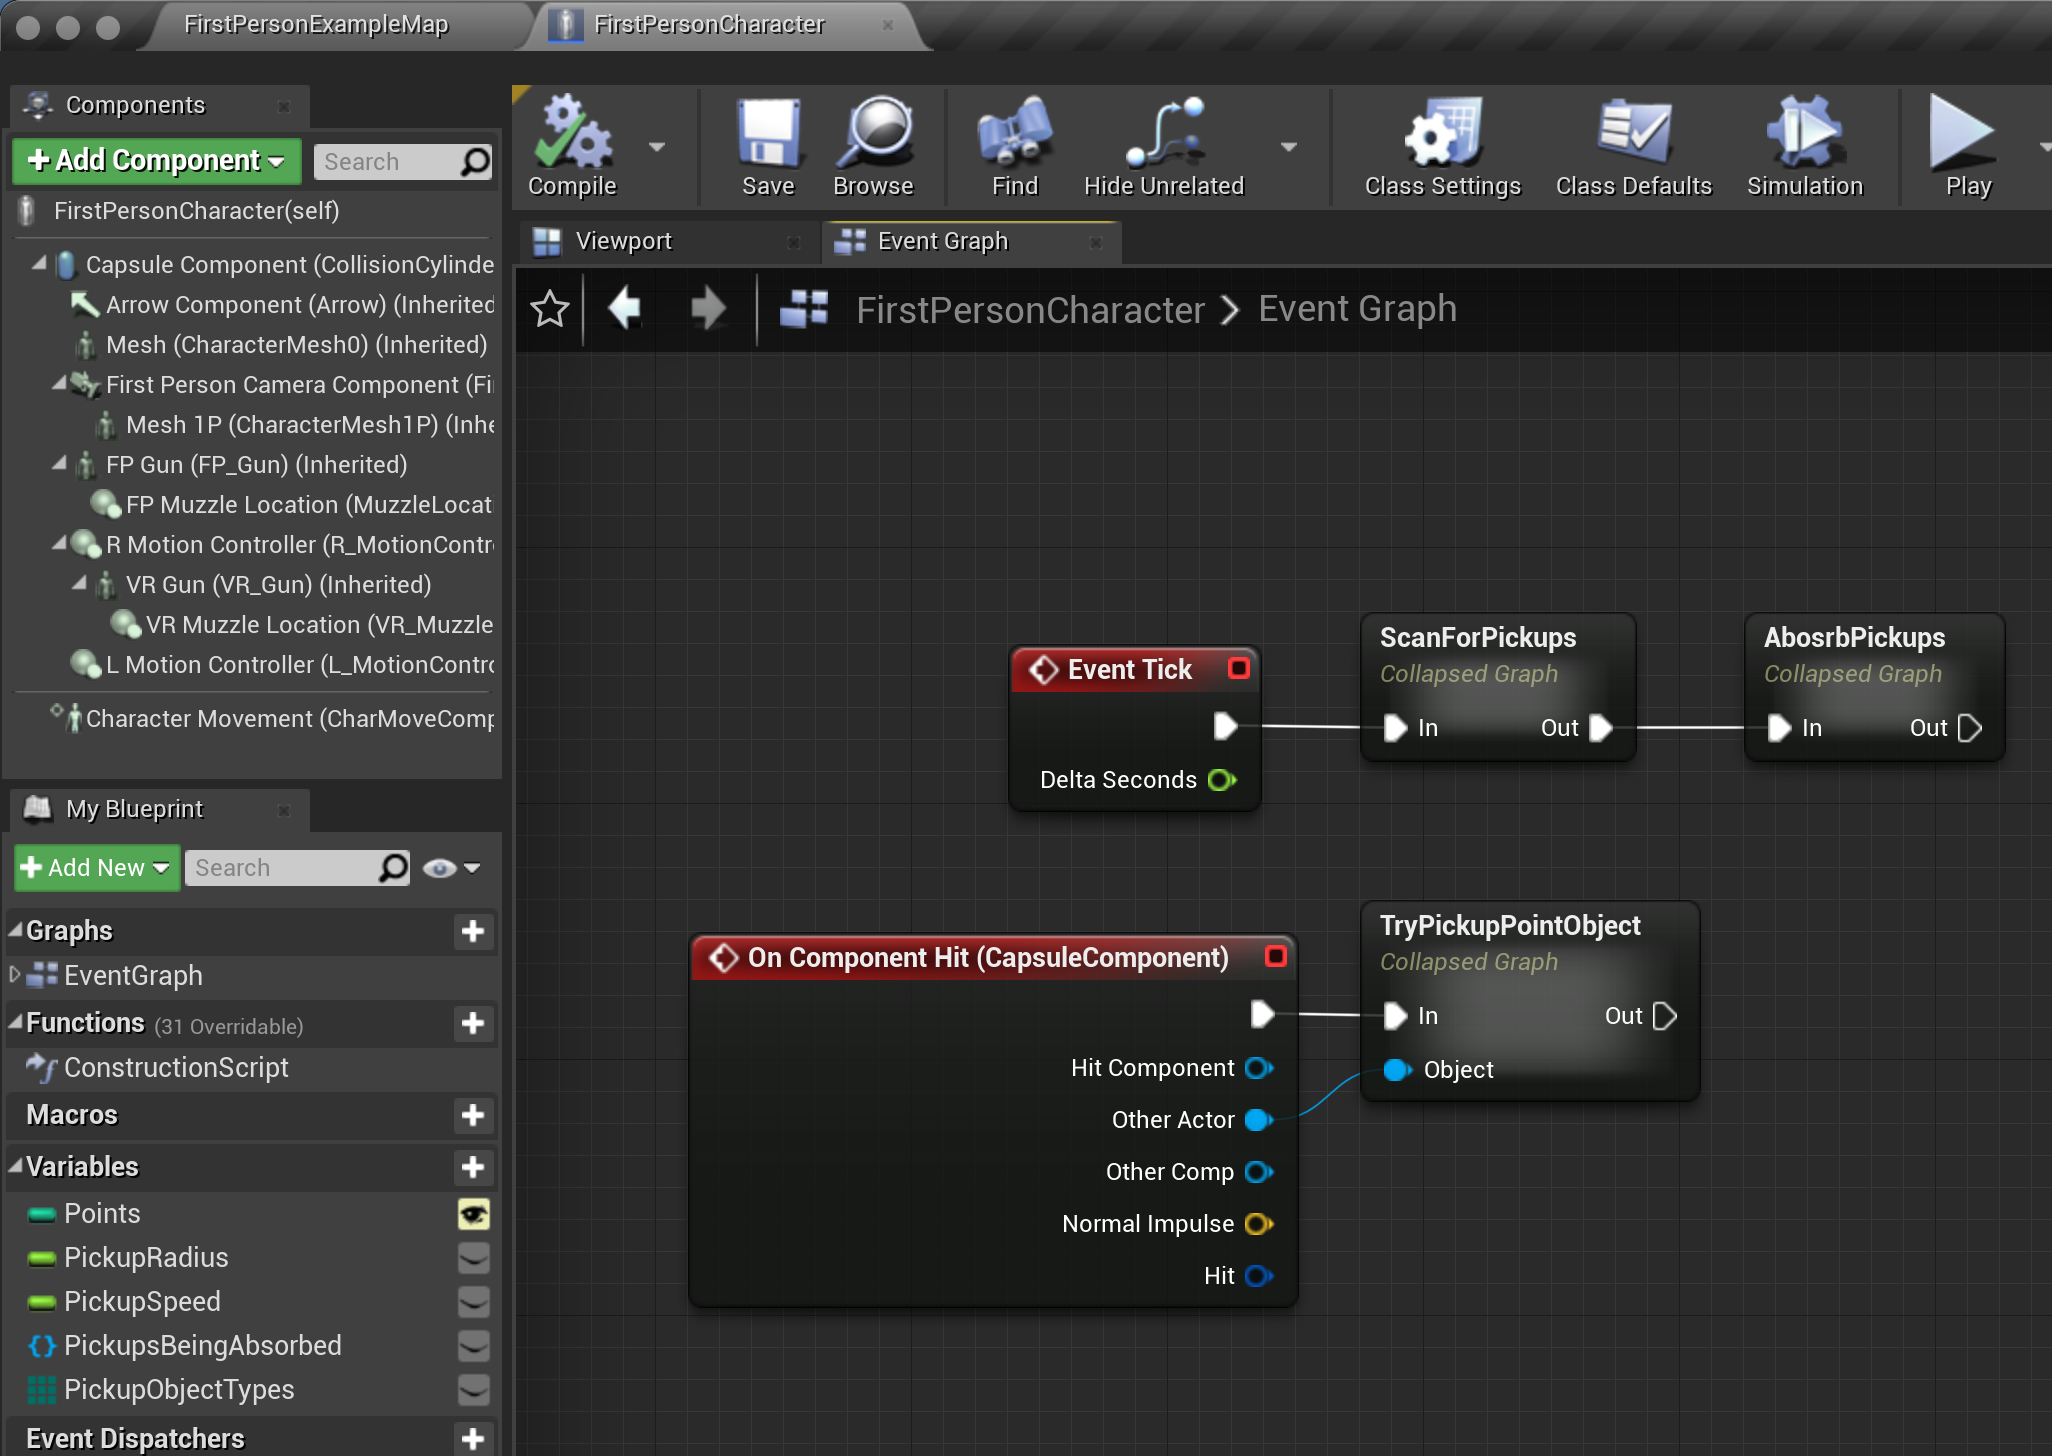 FirstPersonExampleMap
FirstPersonCharacter
Components
Add Component
Search
FirstPersonCharacter(self)
Capsule Component (CollisionCylinde
Arrow Component (Arrow) (Inherited
Mesh (CharacterMesh0) (Inherited)
First Person Camera Component (Fi
Mesh 1P (CharacterMesh1P) (Inhe
FP Gun (FP_Gun) (Inherited)
FP Muzzle Location (MuzzleLocati
R Motion Controller (R_MotionContr
VR Gun (VR_Gun) (Inherited)
VR Muzzle Location (VR_Muzzle
L Motion Controller (L_MotionContro
Character Movement (CharMoveComp
My Blueprint
Add New
Search
Graphs
EventGraph
Functions (31 Overridable)
ConstructionScript
Macros
Variables
Points
PickupRadius
PickupSpeed
PickupsBeingAbsorbed
PickupObjectTypes
Event Dispatchers
Compile
Save
Browse
Find
Hide Unrelated
Class Settings
Class Defaults
Simulation
Play
Viewport
Event Graph
FirstPersonCharacter > Event Graph
Event Tick
Delta Seconds
ScanForPickups
Collapsed Graph
In Out
AbosrbPickups
Collapsed Graph
In Out
On Component Hit (CapsuleComponent)
Hit Component
Other Actor
Other Comp
Normal Impulse
Hit
TryPickupPointObject
Collapsed Graph
In Out
Object